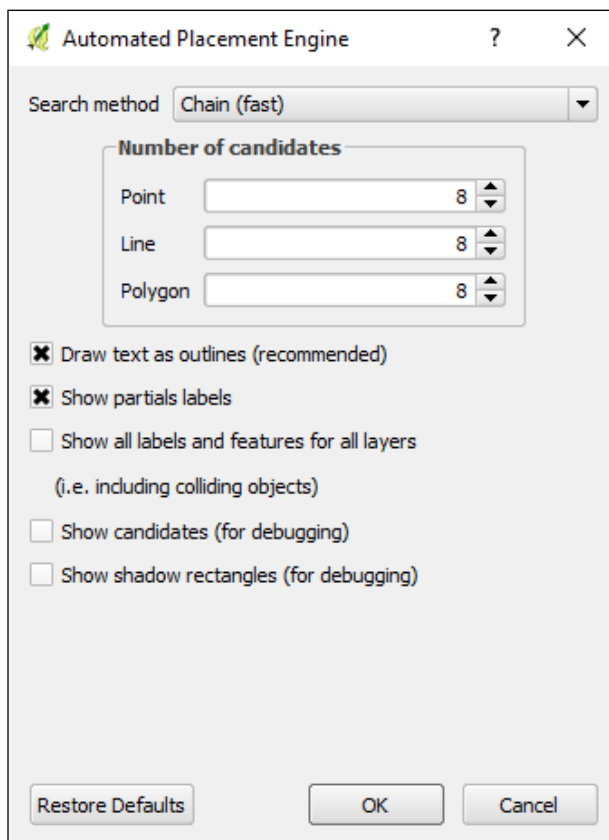 Automated Placement Engine ?
Search method Chain (fast)
Number of candidates
Point 8
Line 8
Polygon 8
Draw text as outlines (recommended)
Show partials labels
Show all labels and features for all layers
(i.e. including colliding objects)
Show candidates (for debugging)
Show shadow rectangles (for debugging)
Restore Defaults OK Cancel